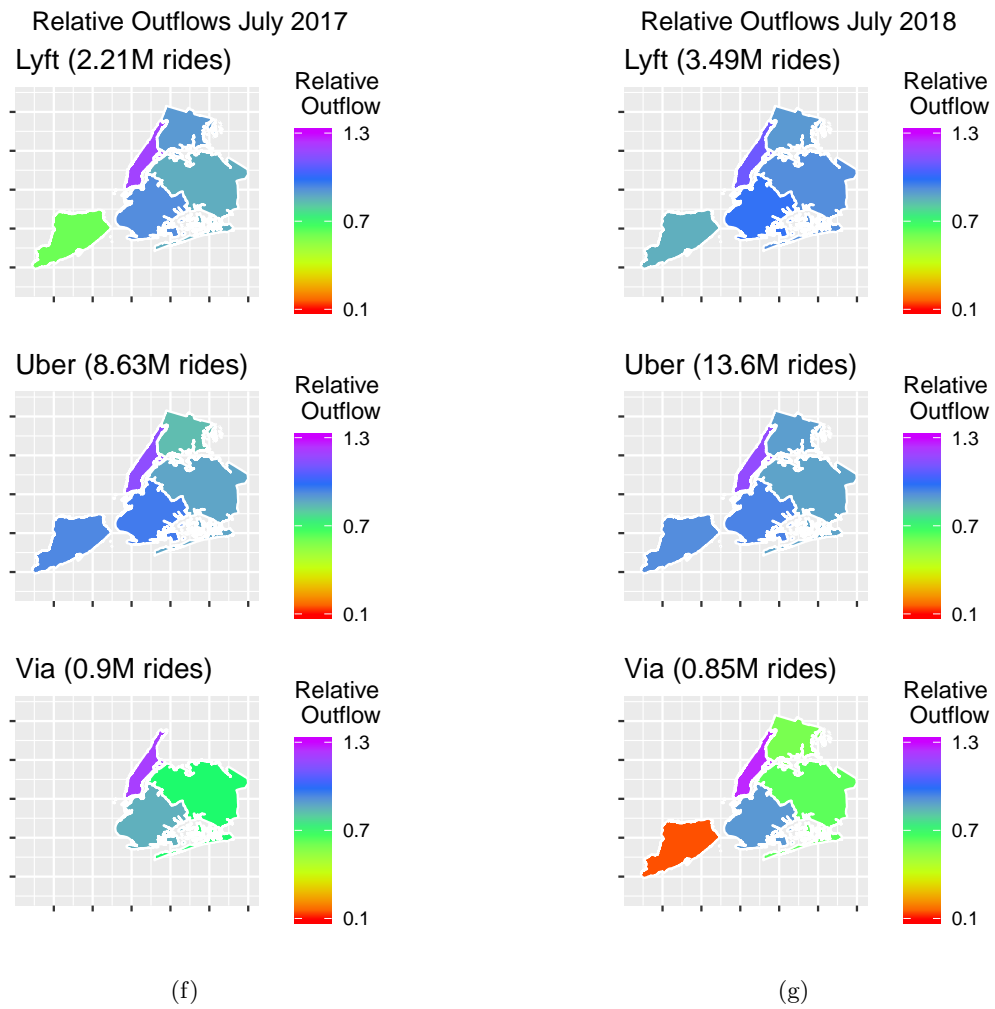 Relative Outflows July 2017
Lyft (2.21M rides)
Relative
Outflow
1.3
0.7
0.1
Uber (8.63M rides)
Relative
Outflow
1.3
0.7
0.1
Via (0.9M rides)
Relative
Outflow
1.3
0.7
0.1
(f)
Relative Outflows July 2018
Lyft (3.49M rides)
Relative
Outflow
1.3
0.7
0.1
Uber (13.6M rides)
Relative
Outflow
1.3
0.7
0.1
Via (0.85M rides)
Relative
Outflow
1.3
0.7
0.1
(g)